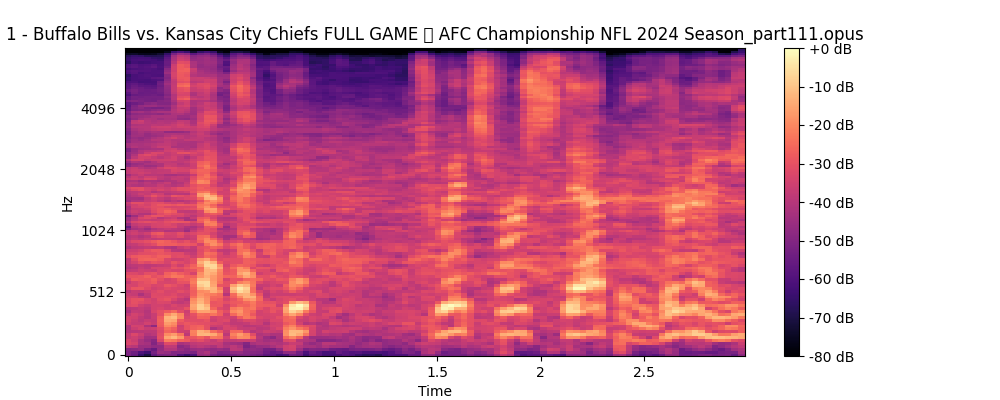 1 - Buffalo Bills vs. Kansas City Chiefs FULL GAME ▯ AFC Championship NFL 2024 Season_part111.opus
+0 dB
-10 dB
-20 dB
-30 dB
-40 dB
-50 dB
-60 dB
-70 dB
-80 dB
4096
2048
1024
512
0
Hz
0
0.5
1
1.5
2
2.5
Time